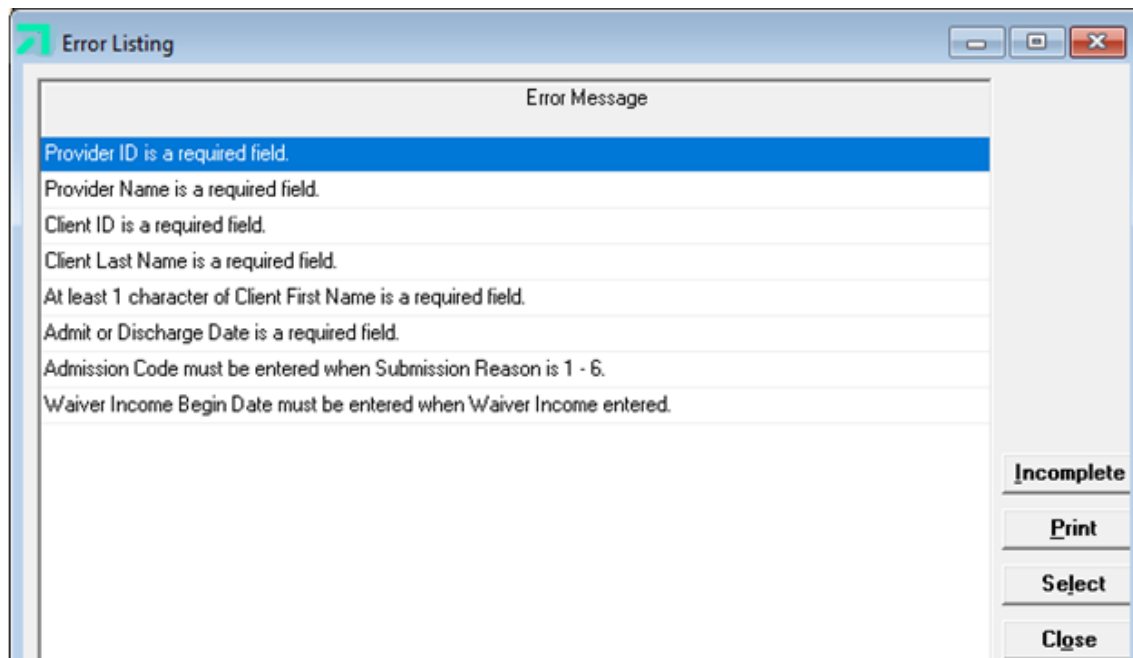 Error Listing
Error Message
Provider ID is a required field.
Provider Name is a required field.
Client ID is a required field.
Client Last Name is a required field.
At least 1 character of Client First Name is a required field.
Admit or Discharge Date is a required field.
Admission Code must be entered when Submission Reason is 1 - 6.
Waiver Income Begin Date must be entered when Waiver Income entered.
Incomplete
Print
Select
Close